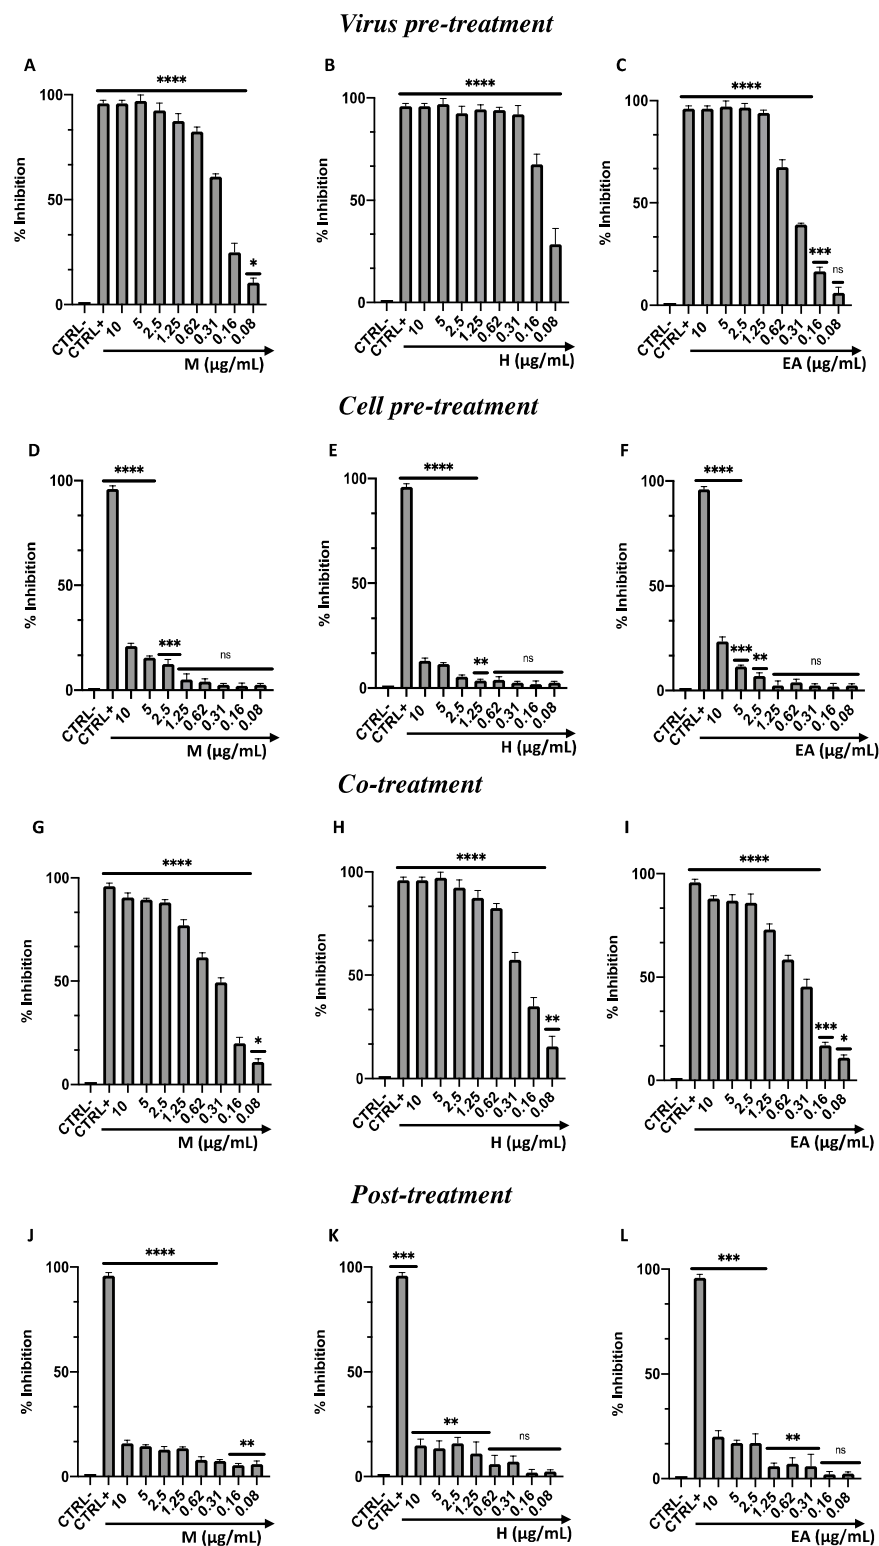 Virus pre-treatment
A
B
C
****
****
****
100
50
0
% Inhibition
*
CTRL-
CTRL+
10
5
2.5
1.25
0.62
0.31
0.16
0.08
M (µg/mL)
100
50
0
% Inhibition
CTRL-
CTRL+
10
5
2.5
1.25
0.62
0.31
0.16
0.08
H (µg/mL)
100
50
0
% Inhibition
***
ns
CTRL-
CTRL+
10
5
2.5
1.25
0.62
0.31
0.16
0.08
EA (µg/mL)
Cell pre-treatment
D
E
F
****
****
****
100
50
0
% Inhibition
***
ns
CTRL-
CTRL+
10
5
2.5
1.25
0.62
0.31
0.16
0.08
M (µg/mL)
100
50
0
% Inhibition
**
ns
CTRL-
CTRL+
10
5
2.5
1.25
0.62
0.31
0.16
0.08
H (µg/mL)
100
50
0
% Inhibition
***
**
ns
CTRL-
CTRL+
10
5
2.5
1.25
0.62
0.31
0.16
0.08
EA (µg/mL)
Co-treatment
G
H
I
****
****
****
100
50
0
% Inhibition
*
CTRL-
CTRL+
10
5
2.5
1.25
0.62
0.31
0.16
0.08
M (µg/mL)
100
50
0
% Inhibition
**
CTRL-
CTRL+
10
5
2.5
1.25
0.62
0.31
0.16
0.08
H (µg/mL)
100
50
0
% Inhibition
***
*
CTRL-
CTRL+
10
5
2.5
1.25
0.62
0.31
0.16
0.08
EA (µg/mL)
Post-treatment
J
K
L
****
***
***
100
50
0
% Inhibition
**
CTRL-
CTRL+
10
5
2.5
1.25
0.62
0.31
0.16
0.08
M (µg/mL)
100
50
0
% Inhibition
**
ns
CTRL-
CTRL+
10
5
2.5
1.25
0.62
0.31
0.16
0.08
H (µg/mL)
100
50
0
% Inhibition
**
ns
CTRL-
CTRL+
10
5
2.5
1.25
0.62
0.31
0.16
0.08
EA (µg/mL)